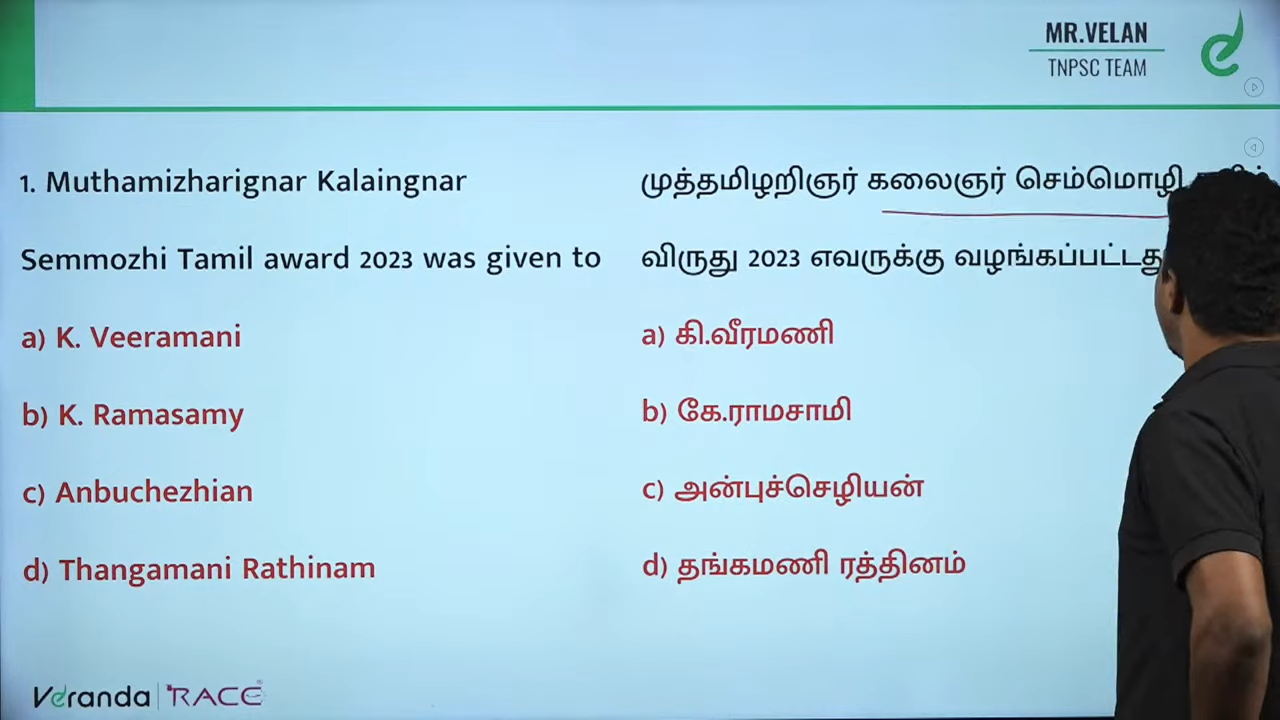 MR.VELAN
TNPSC TEAM
1. Muthamizharignar Kalaingnar
Semmozhi Tamil award 2023 was given to
a) K. Veeramani
b) K. Ramasamy
c) Anbuchezhian
d) Thangamani Rathinam
முத்தமிழறிஞர் கலைஞர் செம்மொழி
விருது 2023 எவருக்கு வழங்கப்பட்டது
a) கி.வீரமணி
b) கே.ராமசாமி
c) அன்புச்செழியன்
d) தங்கமணி ரத்தினம்
Veranda RACE